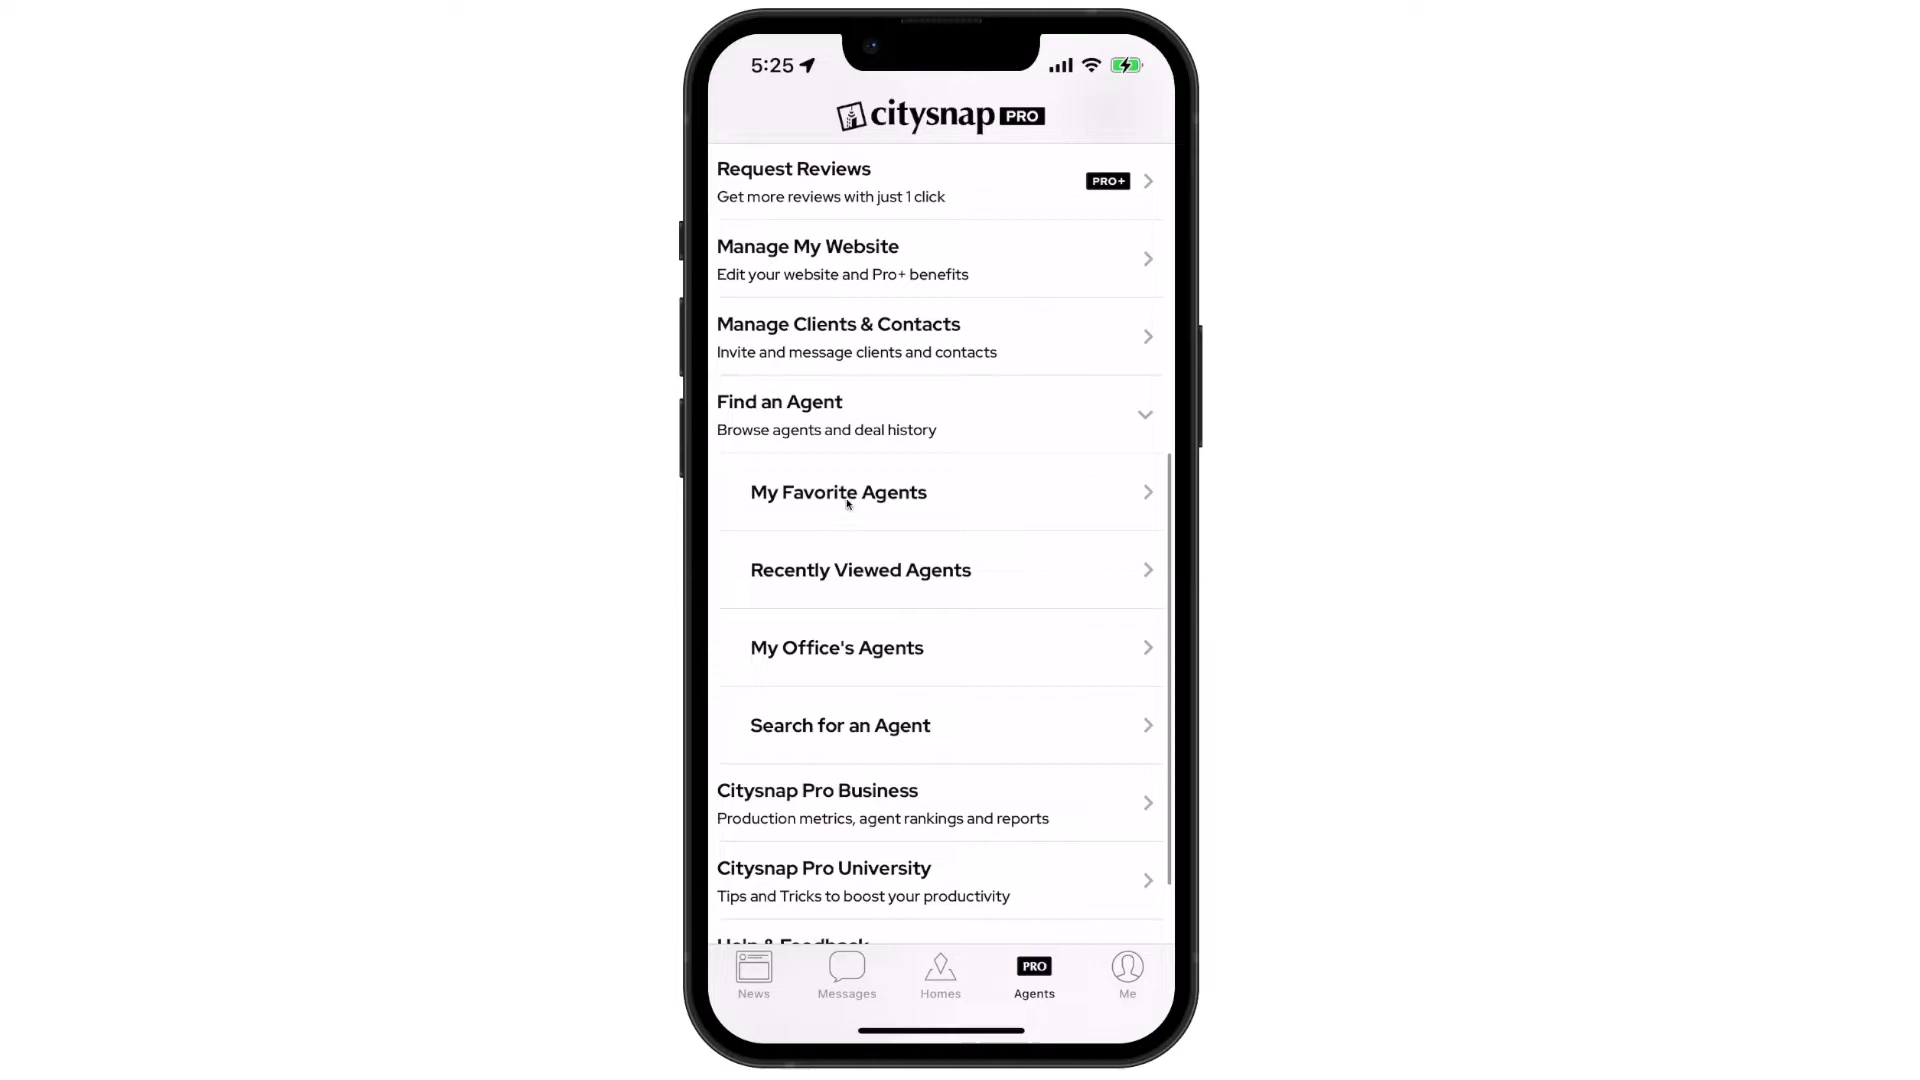 5:25
citysnap PRO
Request Reviews
Get more reviews with just 1 click
PRO+
Manage My Website
Edit your website and Pro+ benefits
Manage Clients & Contacts
Invite and message clients and contacts
Find an Agent
Browse agents and deal history
My Favorite Agents
Recently Viewed Agents
My Office's Agents
Search for an Agent
Citysnap Pro Business
Production metrics, agent rankings and reports
Citysnap Pro University
Tips and Tricks to boost your productivity
Help & Feedback
PRO
News
Messages
Homes
Agents
Me